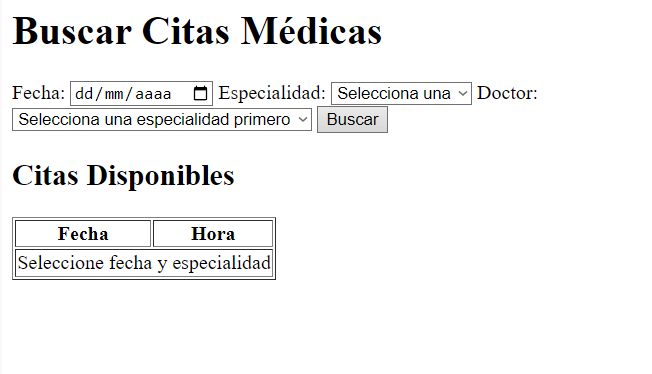 Buscar Citas Médicas
Fecha: dd/mm/aaaa Especialidad: Selecciona una Doctor:
Selecciona una especialidad primero Buscar
Citas Disponibles
Fecha Hora
Seleccione fecha y especialidad